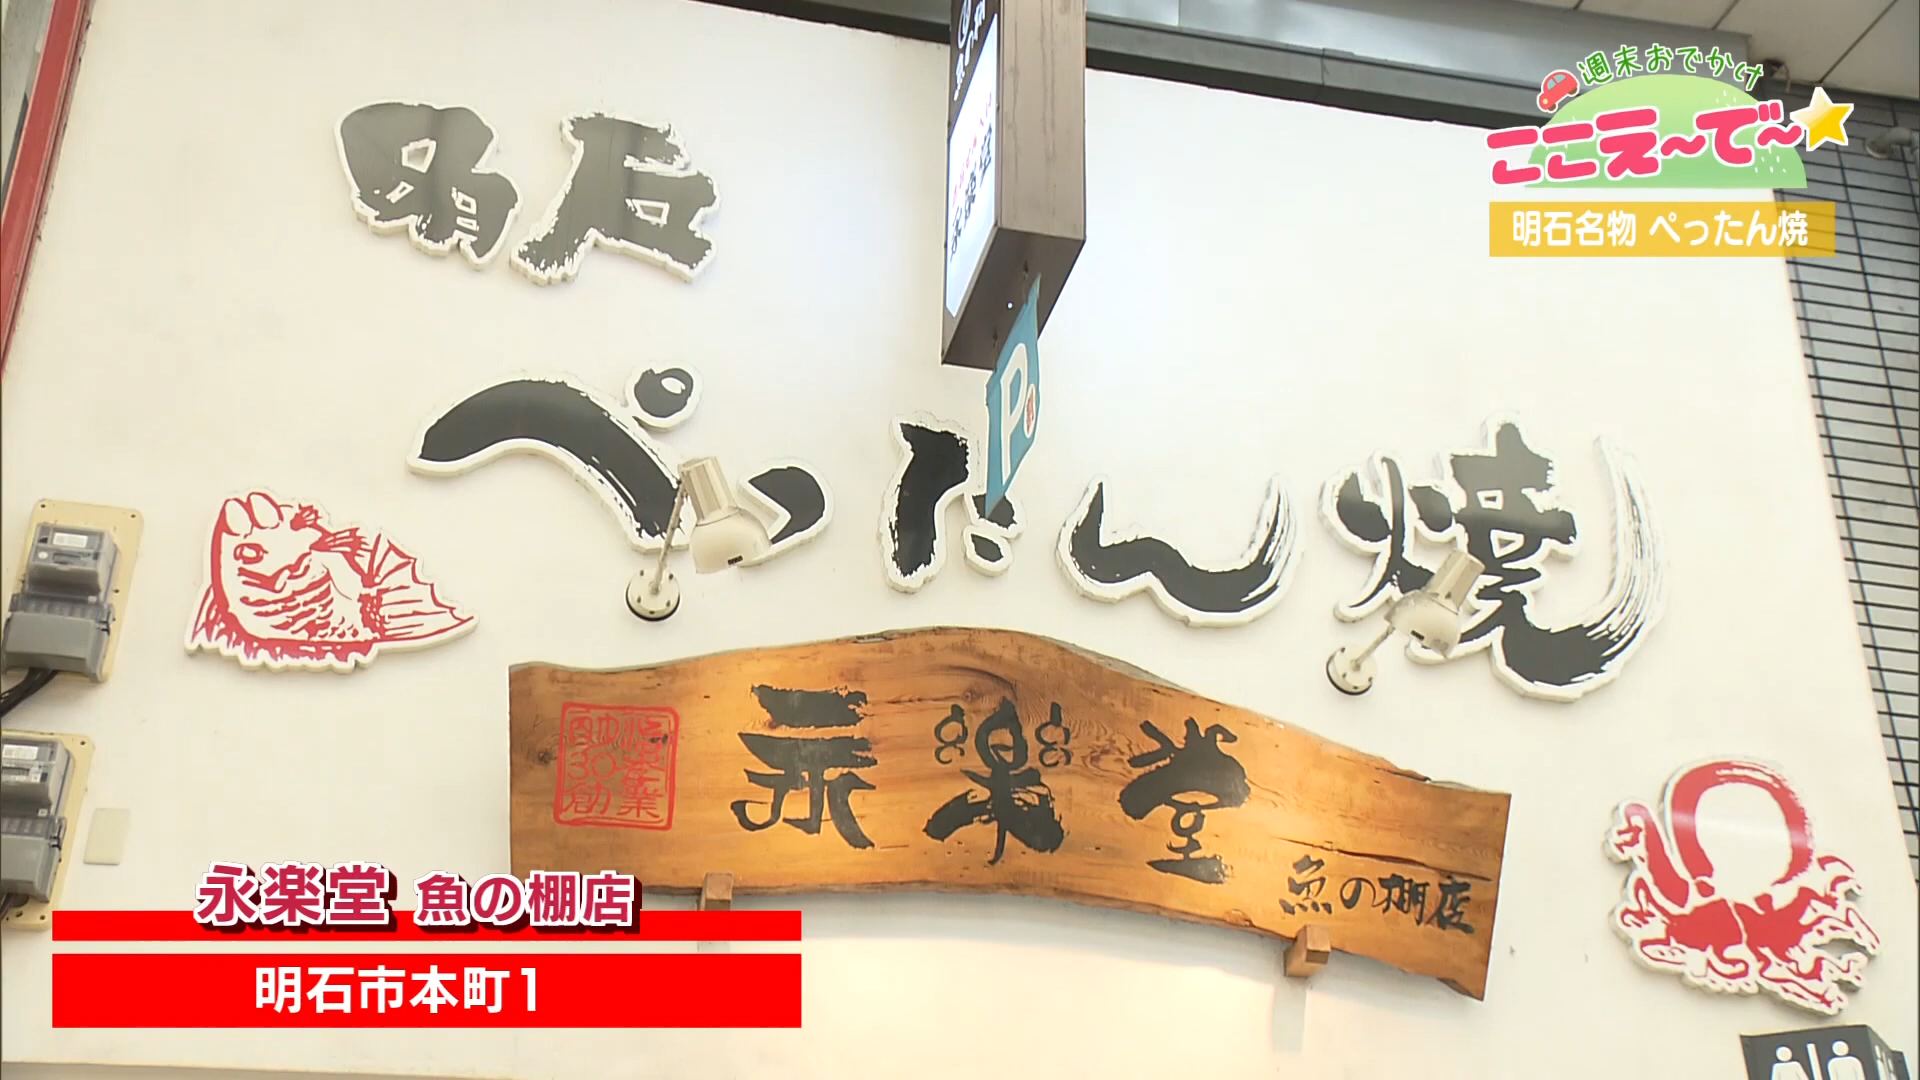 週末おでかけ
ここえ〜で〜
明石名物 ぺったん焼
明石
ぺったん焼
P
永楽堂
魚の棚店
永楽堂 魚の棚店
明石市本町1